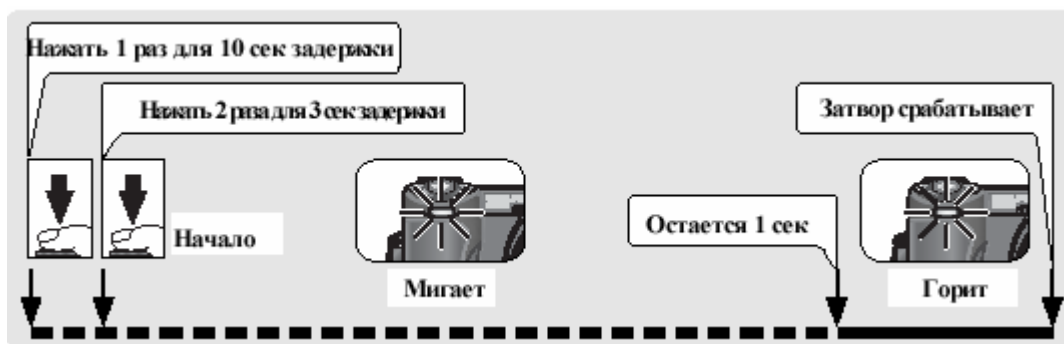 Нажать 1 раз для 10 сек задержки
Нажать 2 раза для 3 сек задержки
Затвор срабатывает
Начало
Остается 1 сек
Мигает
Горит